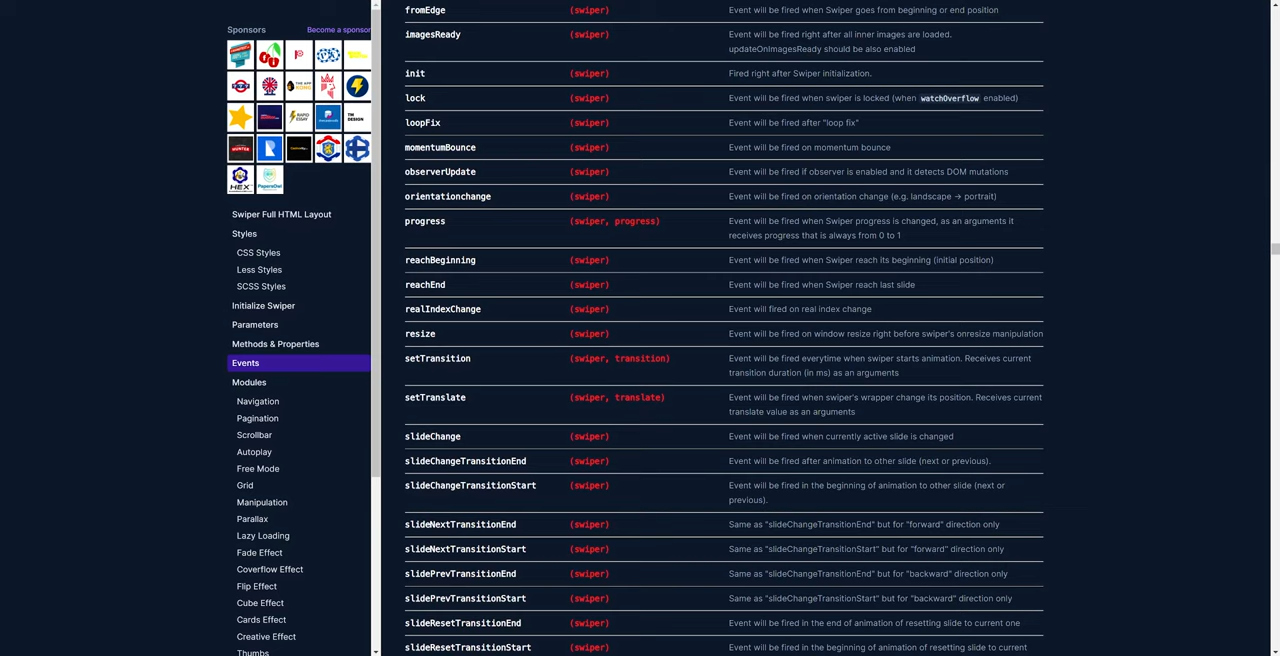 Sponsors
Become a sponsor
TM
DESIGN
HEX
PapersOwl
Swiper Full HTML Layout
Styles
CSS Styles
Less Styles
SCSS Styles
Initialize Swiper
Parameters
Methods & Properties
Events
Modules
Navigation
Pagination
Scrollbar
Autoplay
Free Mode
Grid
Manipulation
Parallax
Lazy Loading
Fade Effect
Coverflow Effect
Flip Effect
Cube Effect
Cards Effect
Creative Effect
Thumbs
fromEdge (swiper) Event will be fired when Swiper goes from beginning or end position
imagesReady (swiper) Event will be fired right after all inner images are loaded.
updateOnImagesReady should be also enabled
init (swiper) Fired right after Swiper initialization.
lock (swiper) Event will be fired when swiper is locked (when watchOverflow enabled)
loopFix (swiper) Event will be fired after "loop fix"
momentumBounce (swiper) Event will be fired on momentum bounce
observerUpdate (swiper) Event will be fired if observer is enabled and it detects DOM mutations
orientationchange (swiper) Event will be fired on orientation change (e.g. landscape → portrait)
progress (swiper, progress) Event will be fired when Swiper progress is changed, as an arguments it
receives progress that is always from 0 to 1
reachBeginning (swiper) Event will be fired when Swiper reach its beginning (initial position)
reachEnd (swiper) Event will be fired when Swiper reach last slide
realIndexChange (swiper) Event will fired on real index change
resize (swiper) Event will be fired on window resize right before swiper's onresize manipulation
setTransition (swiper, transition) Event will be fired everytime when swiper starts animation. Receives current
transition duration (in ms) as an arguments
setTranslate (swiper, translate) Event will be fired when swiper's wrapper change its position. Receives current
translate value as an arguments
slideChange (swiper) Event will be fired when currently active slide is changed
slideChangeTransitionEnd (swiper) Event will be fired after animation to other slide (next or previous).
slideChangeTransitionStart (swiper) Event will be fired in the beginning of animation to other slide (next or
previous).
slideNextTransitionEnd (swiper) Same as "slideChangeTransitionEnd" but for "forward" direction only
slideNextTransitionStart (swiper) Same as "slideChangeTransitionStart" but for "forward" direction only
slidePrevTransitionEnd (swiper) Same as "slideChangeTransitionEnd" but for "backward" direction only
slidePrevTransitionStart (swiper) Same as "slideChangeTransitionStart" but for "backward" direction only
slideResetTransitionEnd (swiper) Event will be fired in the end of animation of resetting slide to current one
slideResetTransitionStart (swiper) Event will be fired in the beginning of animation of resetting slide to current